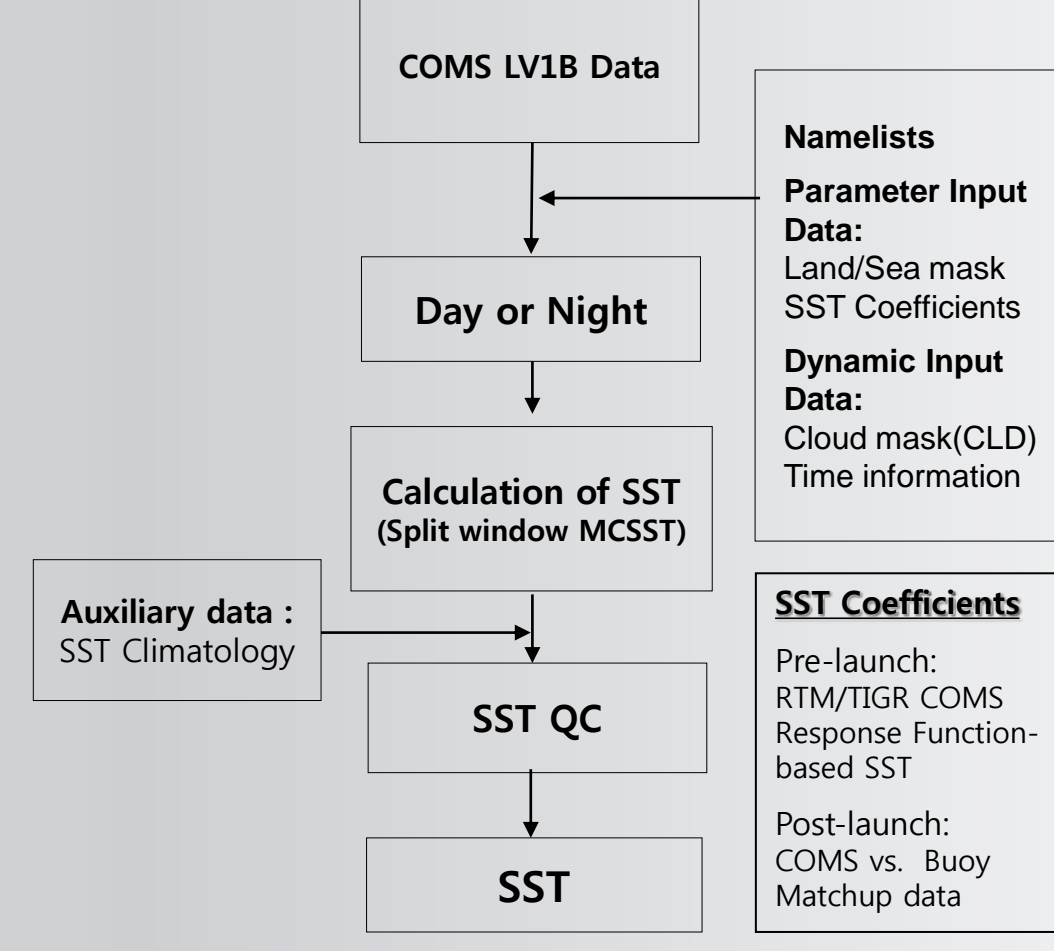 COMS LV1B Data
Namelists
Parameter Input
Data:
Land/Sea mask
SST Coefficients
Dynamic Input
Data:
Cloud mask(CLD)
Time information
Day or Night
Calculation of SST
(Split window MCSST)
Auxiliary data :
SST Climatology
SST QC
SST
SST Coefficients
Pre-launch:
RTM/TIGR COMS
Response Function-
based SST
Post-launch:
COMS vs. Buoy
Matchup data